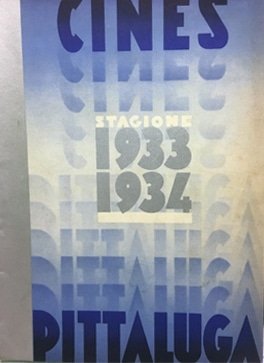 CINES
STAGIONE
1933
1934
PITTALUGA